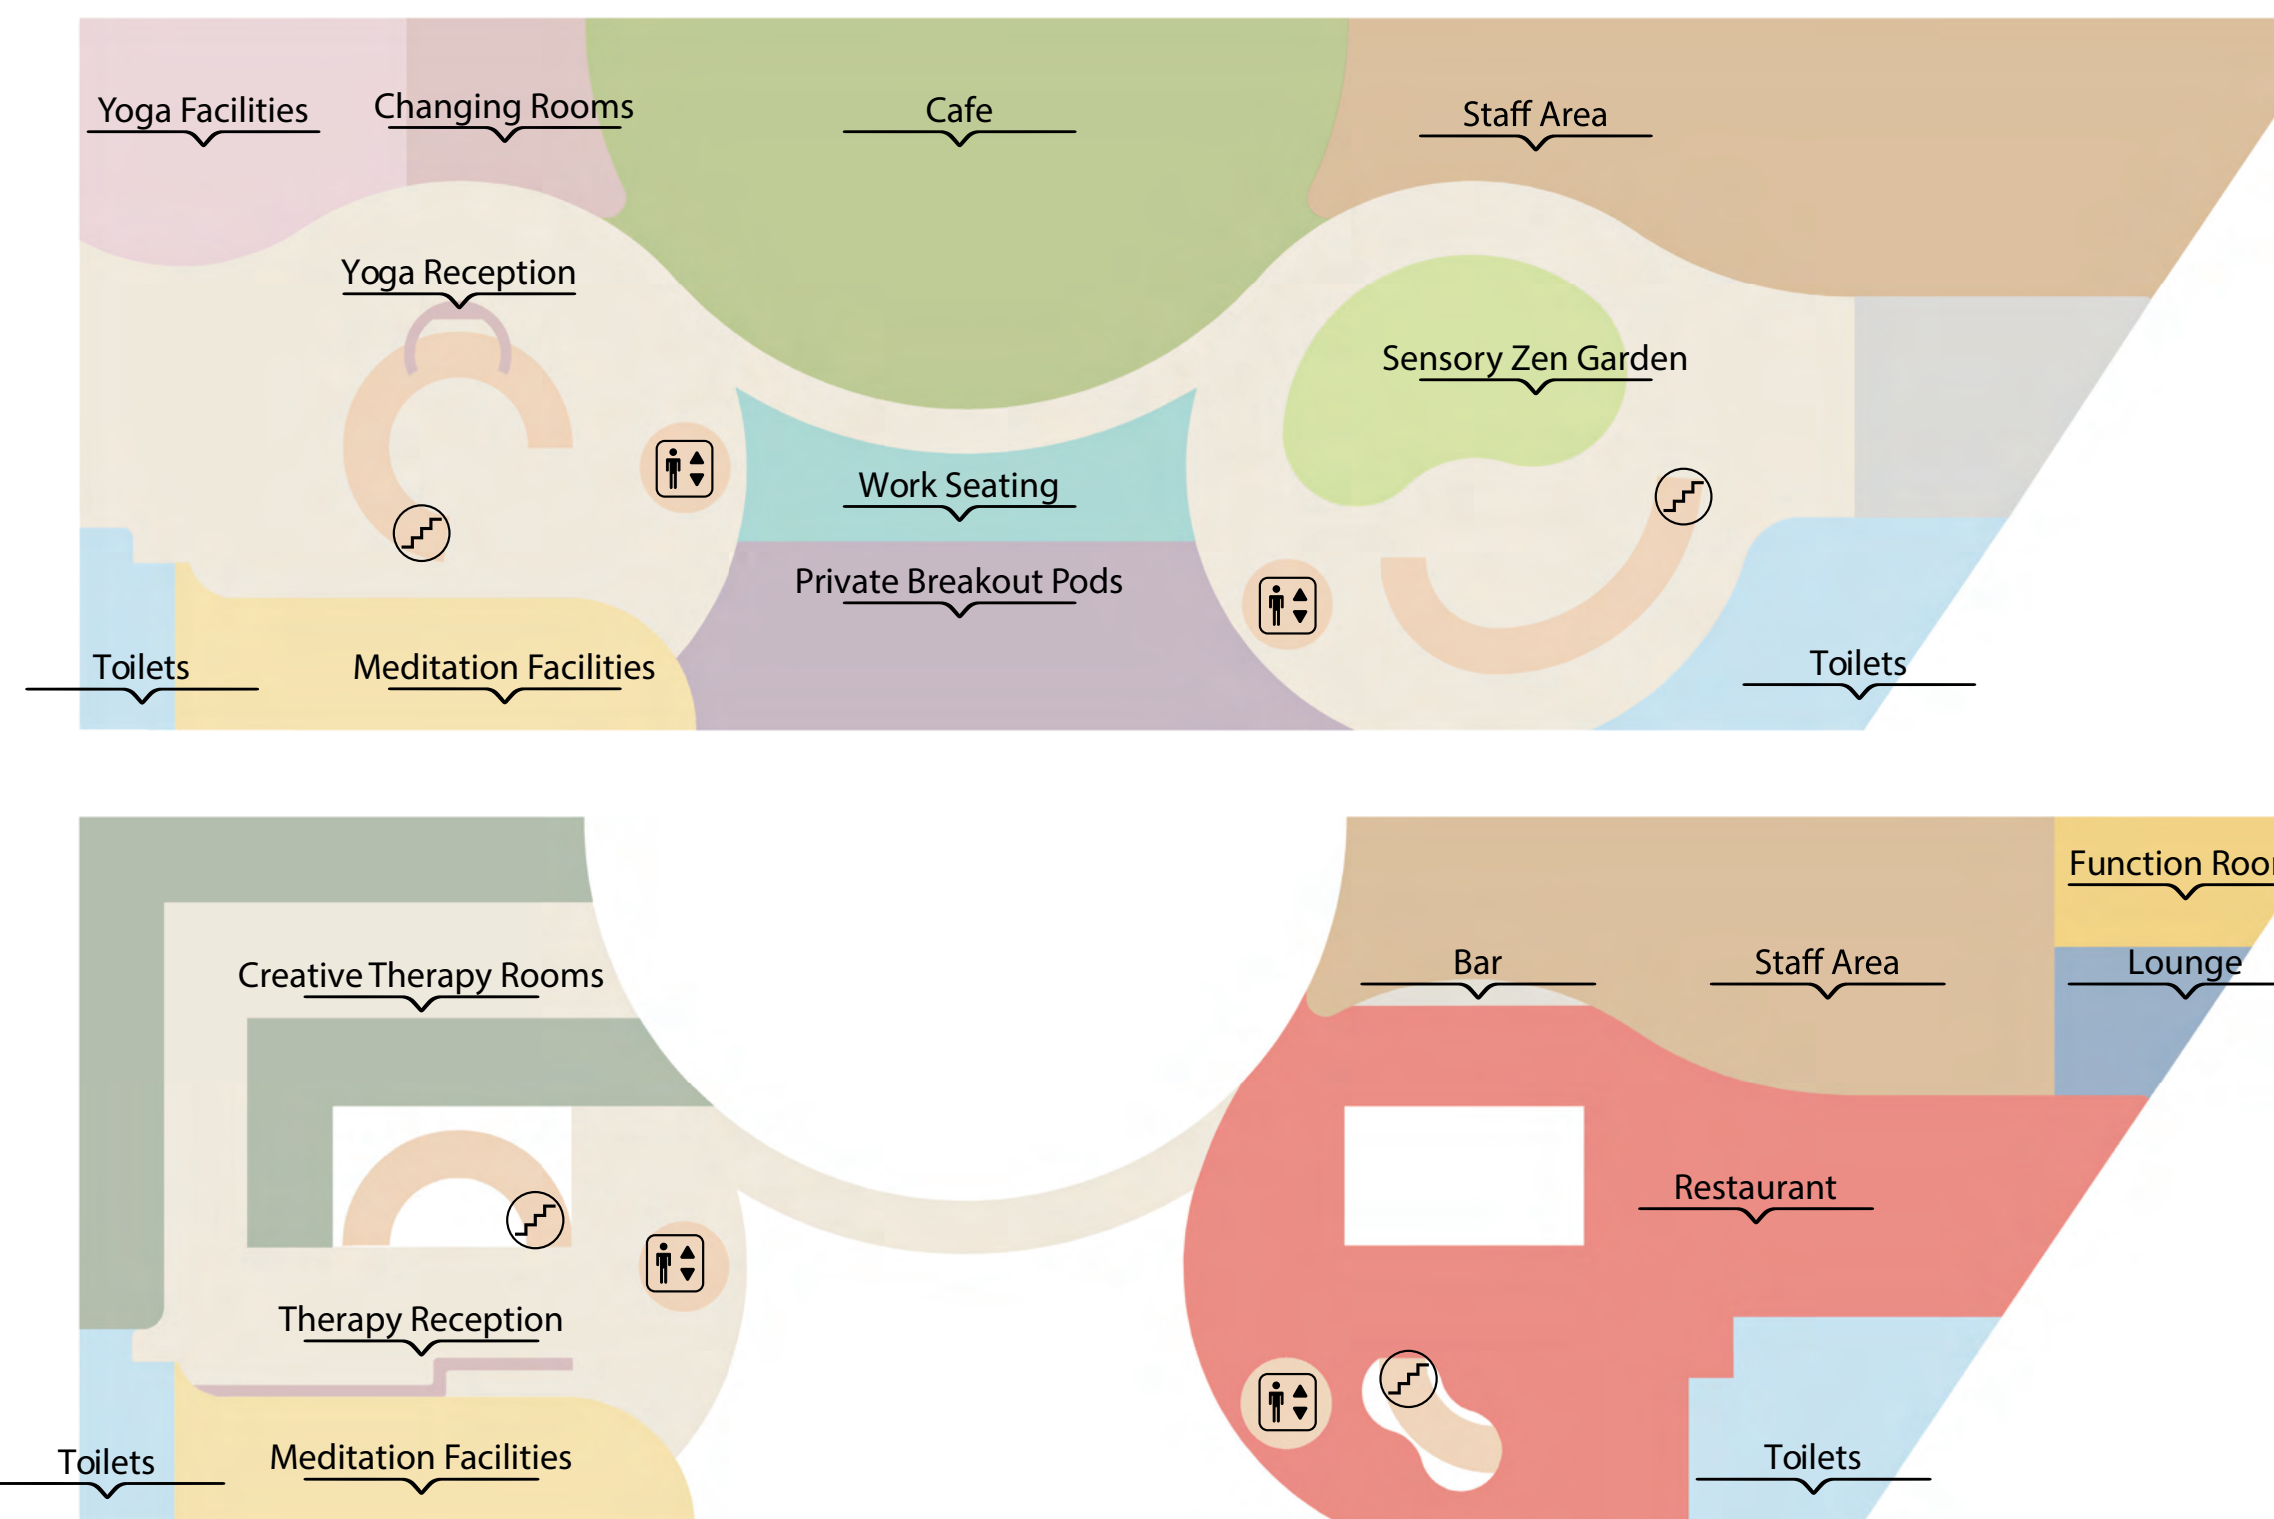 Yoga Facilities
Changing Rooms
Cafe
Staff Area
Yoga Reception
Sensory Zen Garden
Work Seating
Private Breakout Pods
Toilets
Meditation Facilities
Toilets
Function
Bar
Staff Area
Lounge
Creative Therapy Rooms
Restaurant
Therapy Reception
Toilets
Meditation Facilities
Toilets